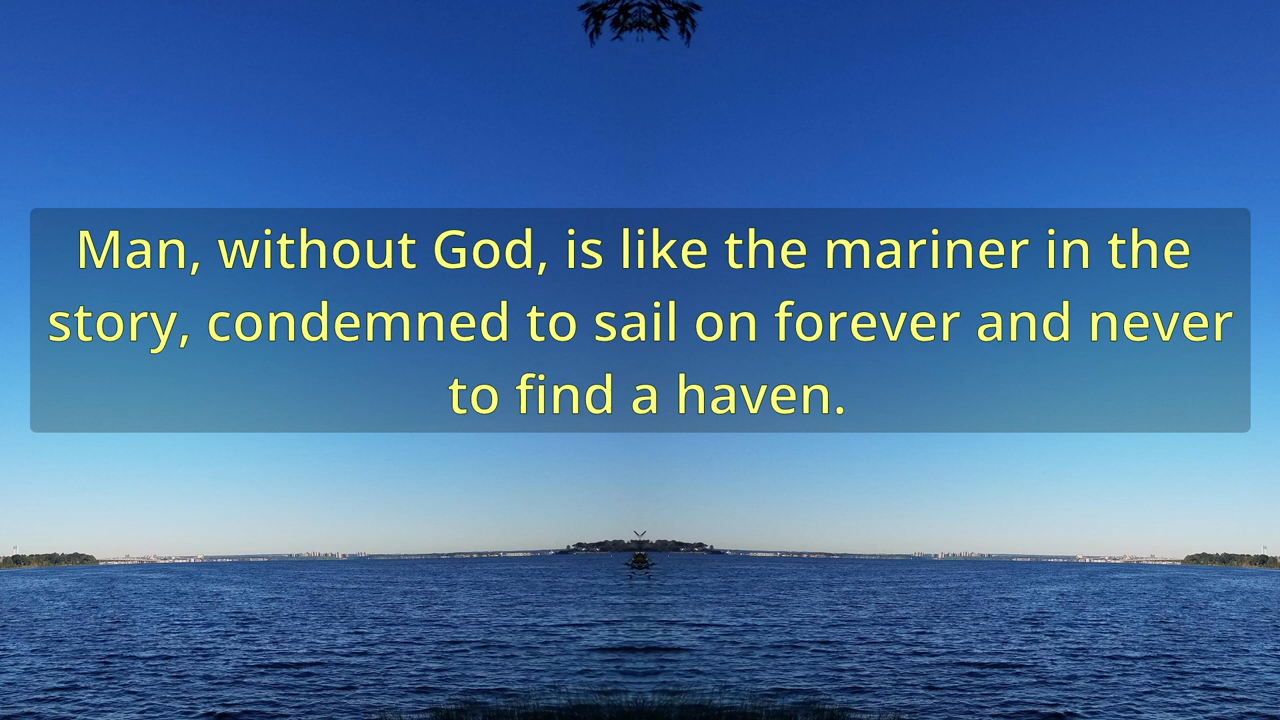 Man, without God, is like the mariner in the
story, condemned to sail on forever and never
to find a haven.